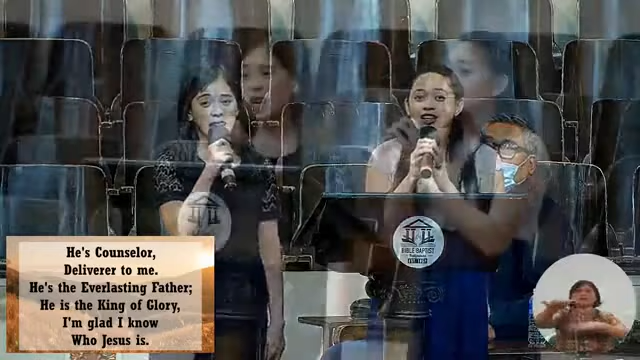 BIBLE BAPTIST
He's Counselor,
Deliverer to me.
He's the Everlasting Father;
He is the King of Glory,
I'm glad I know
Who Jesus is.